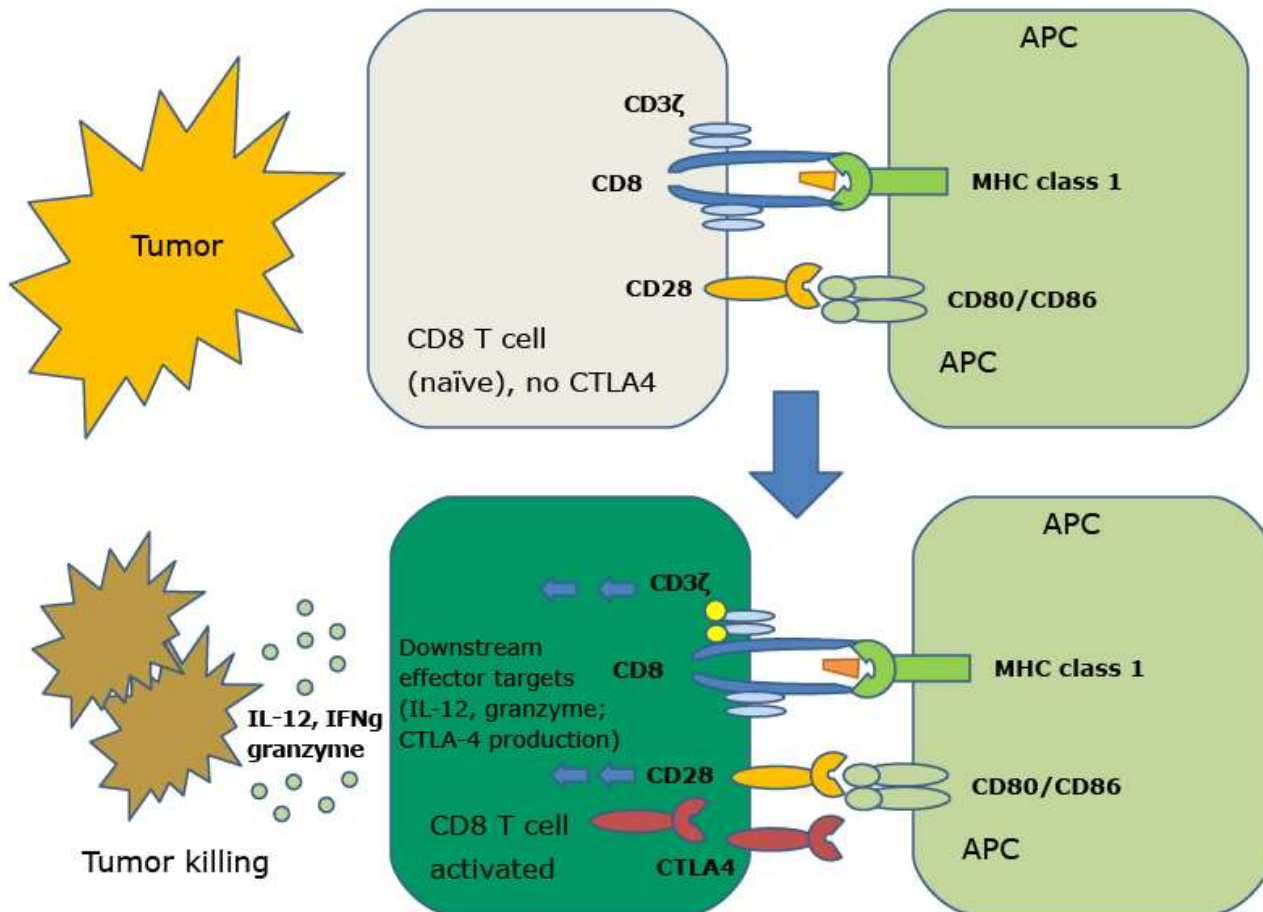 APC
CD3ζ
CD8
MHC class 1
Tumor
CD28
CD80/CD86
CD8 T cell
(naïve), no CTLA4
APC
APC
CD3ζ
Downstream
effector targets
(IL-12, granzyme;
CTLA-4 production)
CD8
MHC class 1
IL-12, IFNg
granzyme
CD28
CD80/CD86
CD8 T cell
activated
CTLA4
APC
Tumor killing